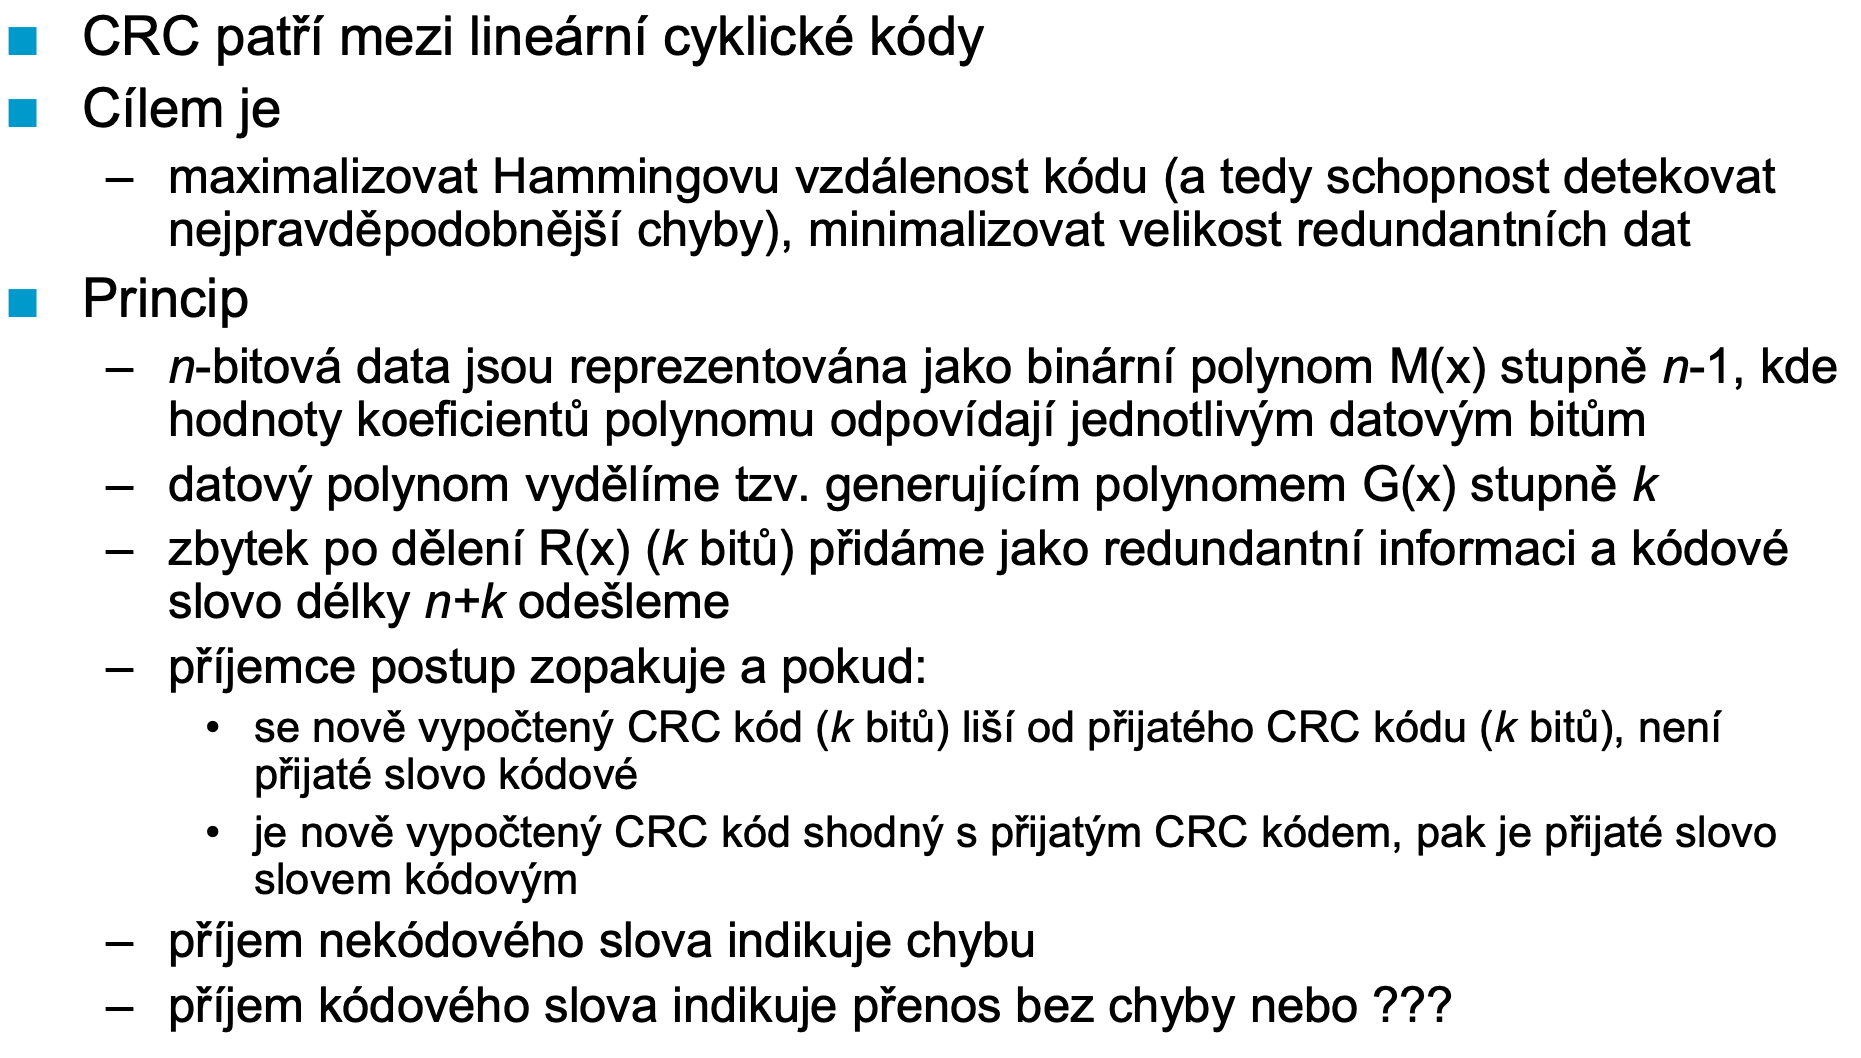 ■ CRC patří mezi lineární cyklické kódy
■ Cílem je
– maximalizovat Hammingovu vzdálenost kódu (a tedy schopnost detekovat
nejpravděpodobnější chyby), minimalizovat velikost redundantních dat
■ Princip
– n-bitová data jsou reprezentována jako binární polynom M(x) stupně n-1, kde
hodnoty koeficientů polynomu odpovídají jednotlivým datovým bitům
– datový polynom vydělíme tzv. generujícím polynomem G(x) stupně k
– zbytek po dělení R(x) (k bitů) přidáme jako redundantní informaci a kódové
slovo délky n+k odešleme
– příjemce postup zopakuje a pokud:
• se nově vypočtený CRC kód (k bitů) liší od přijatého CRC kódu (k bitů), není
přijaté slovo kódové
• je nově vypočtený CRC kód shodný s přijatým CRC kódem, pak je přijaté slovo
slovem kódovým
– příjem nekódového slova indikuje chybu
– příjem kódového slova indikuje přenos bez chyby nebo ???